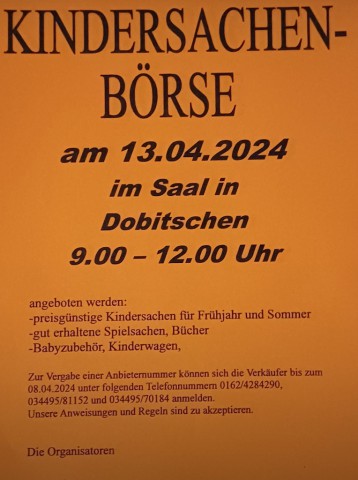 KINDERSACHEN-
BÖRSE
am 13.04.2024
im Saal in
Dobitschen
9.00 – 12.00 Uhr
angeboten werden:
-preisgünstige Kindersachen für Frühjahr und Sommer
-gut erhaltene Spielsachen, Bücher
-Babyzubehör, Kinderwagen,
Zur Vergabe einer Anbieternummer können sich die Verkäufer bis zum
08.04.2024 unter folgenden Telefonnummern 0162/4284290,
034495/81152 und 034495/70184 anmelden.
Unsere Anweisungen und Regeln sind zu akzeptieren.
Die Organisatoren